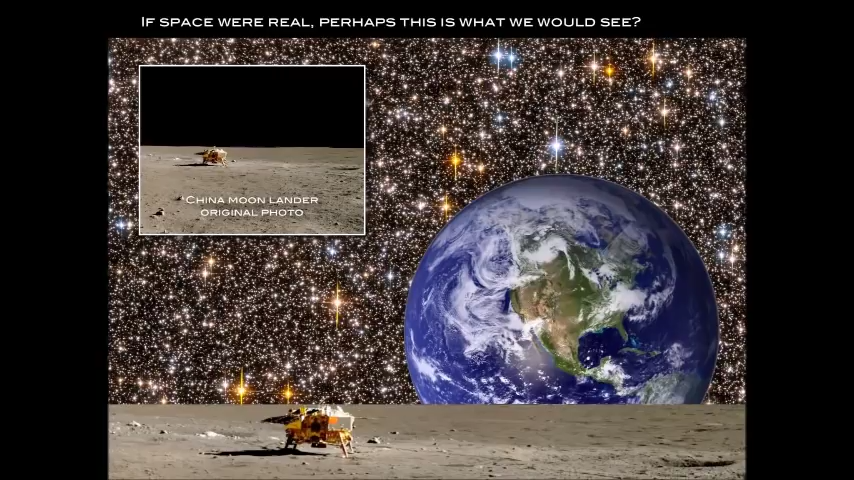 If space were real, perhaps this is what we would see?
*China moon lander
original photo